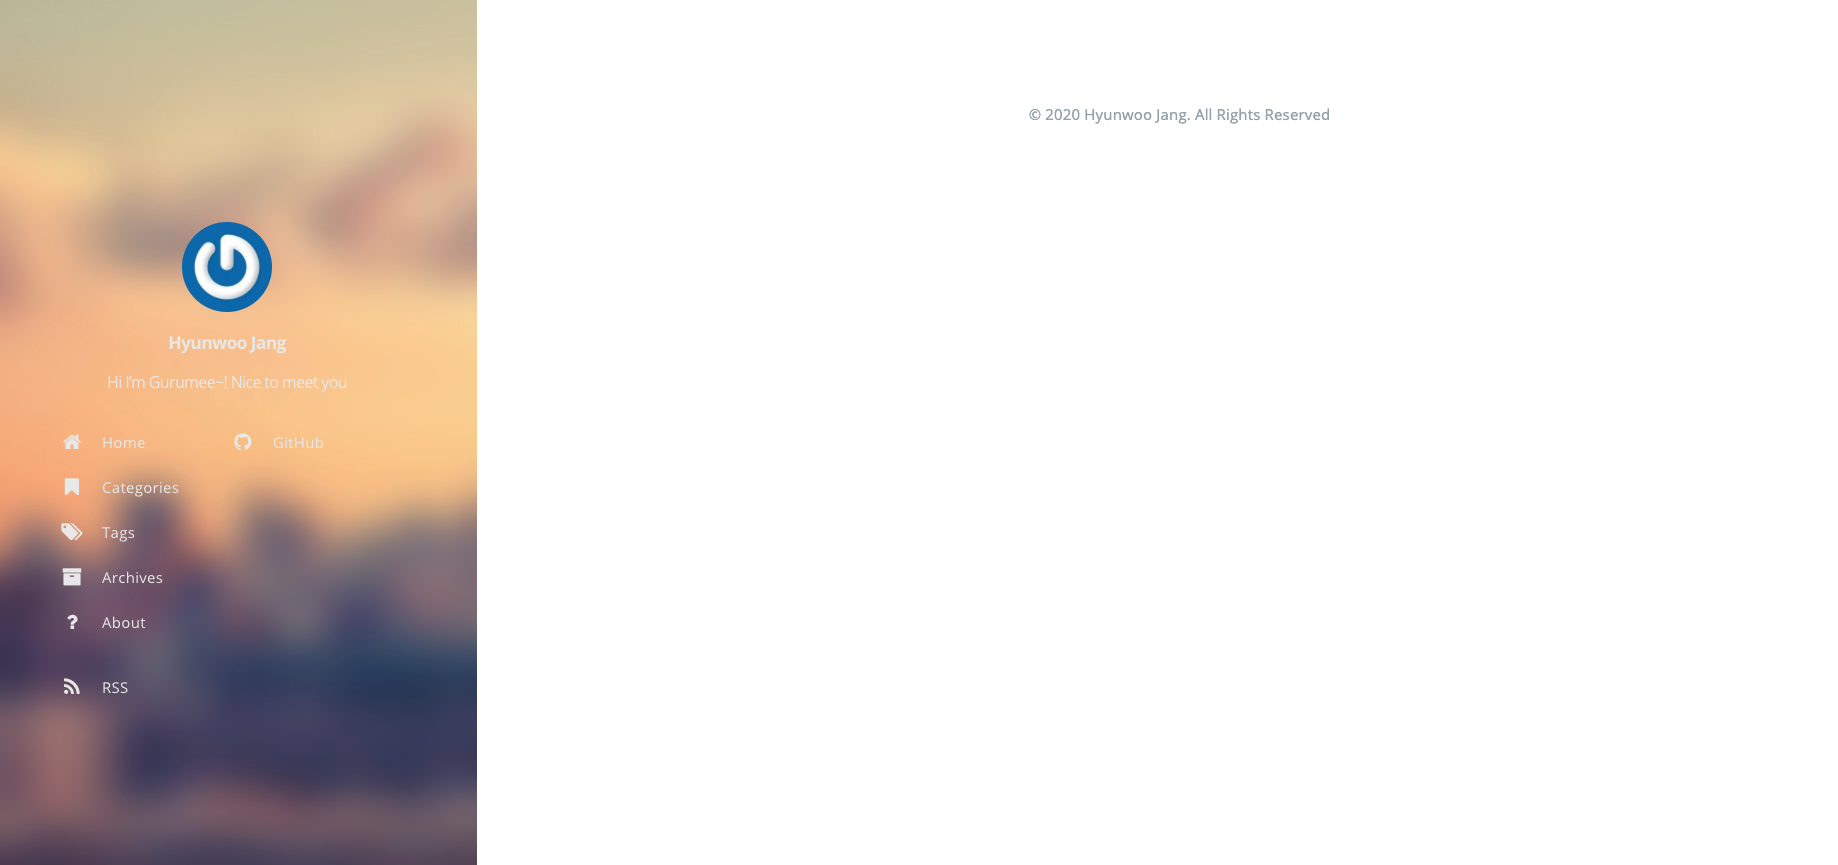 Hyunwoo Jang
Hi I'm Gurumee~! Nice to meet you
Home
Categories
Tags
Archives
About
RSS
GitHub
© 2020 Hyunwoo Jang. All Rights Reserved